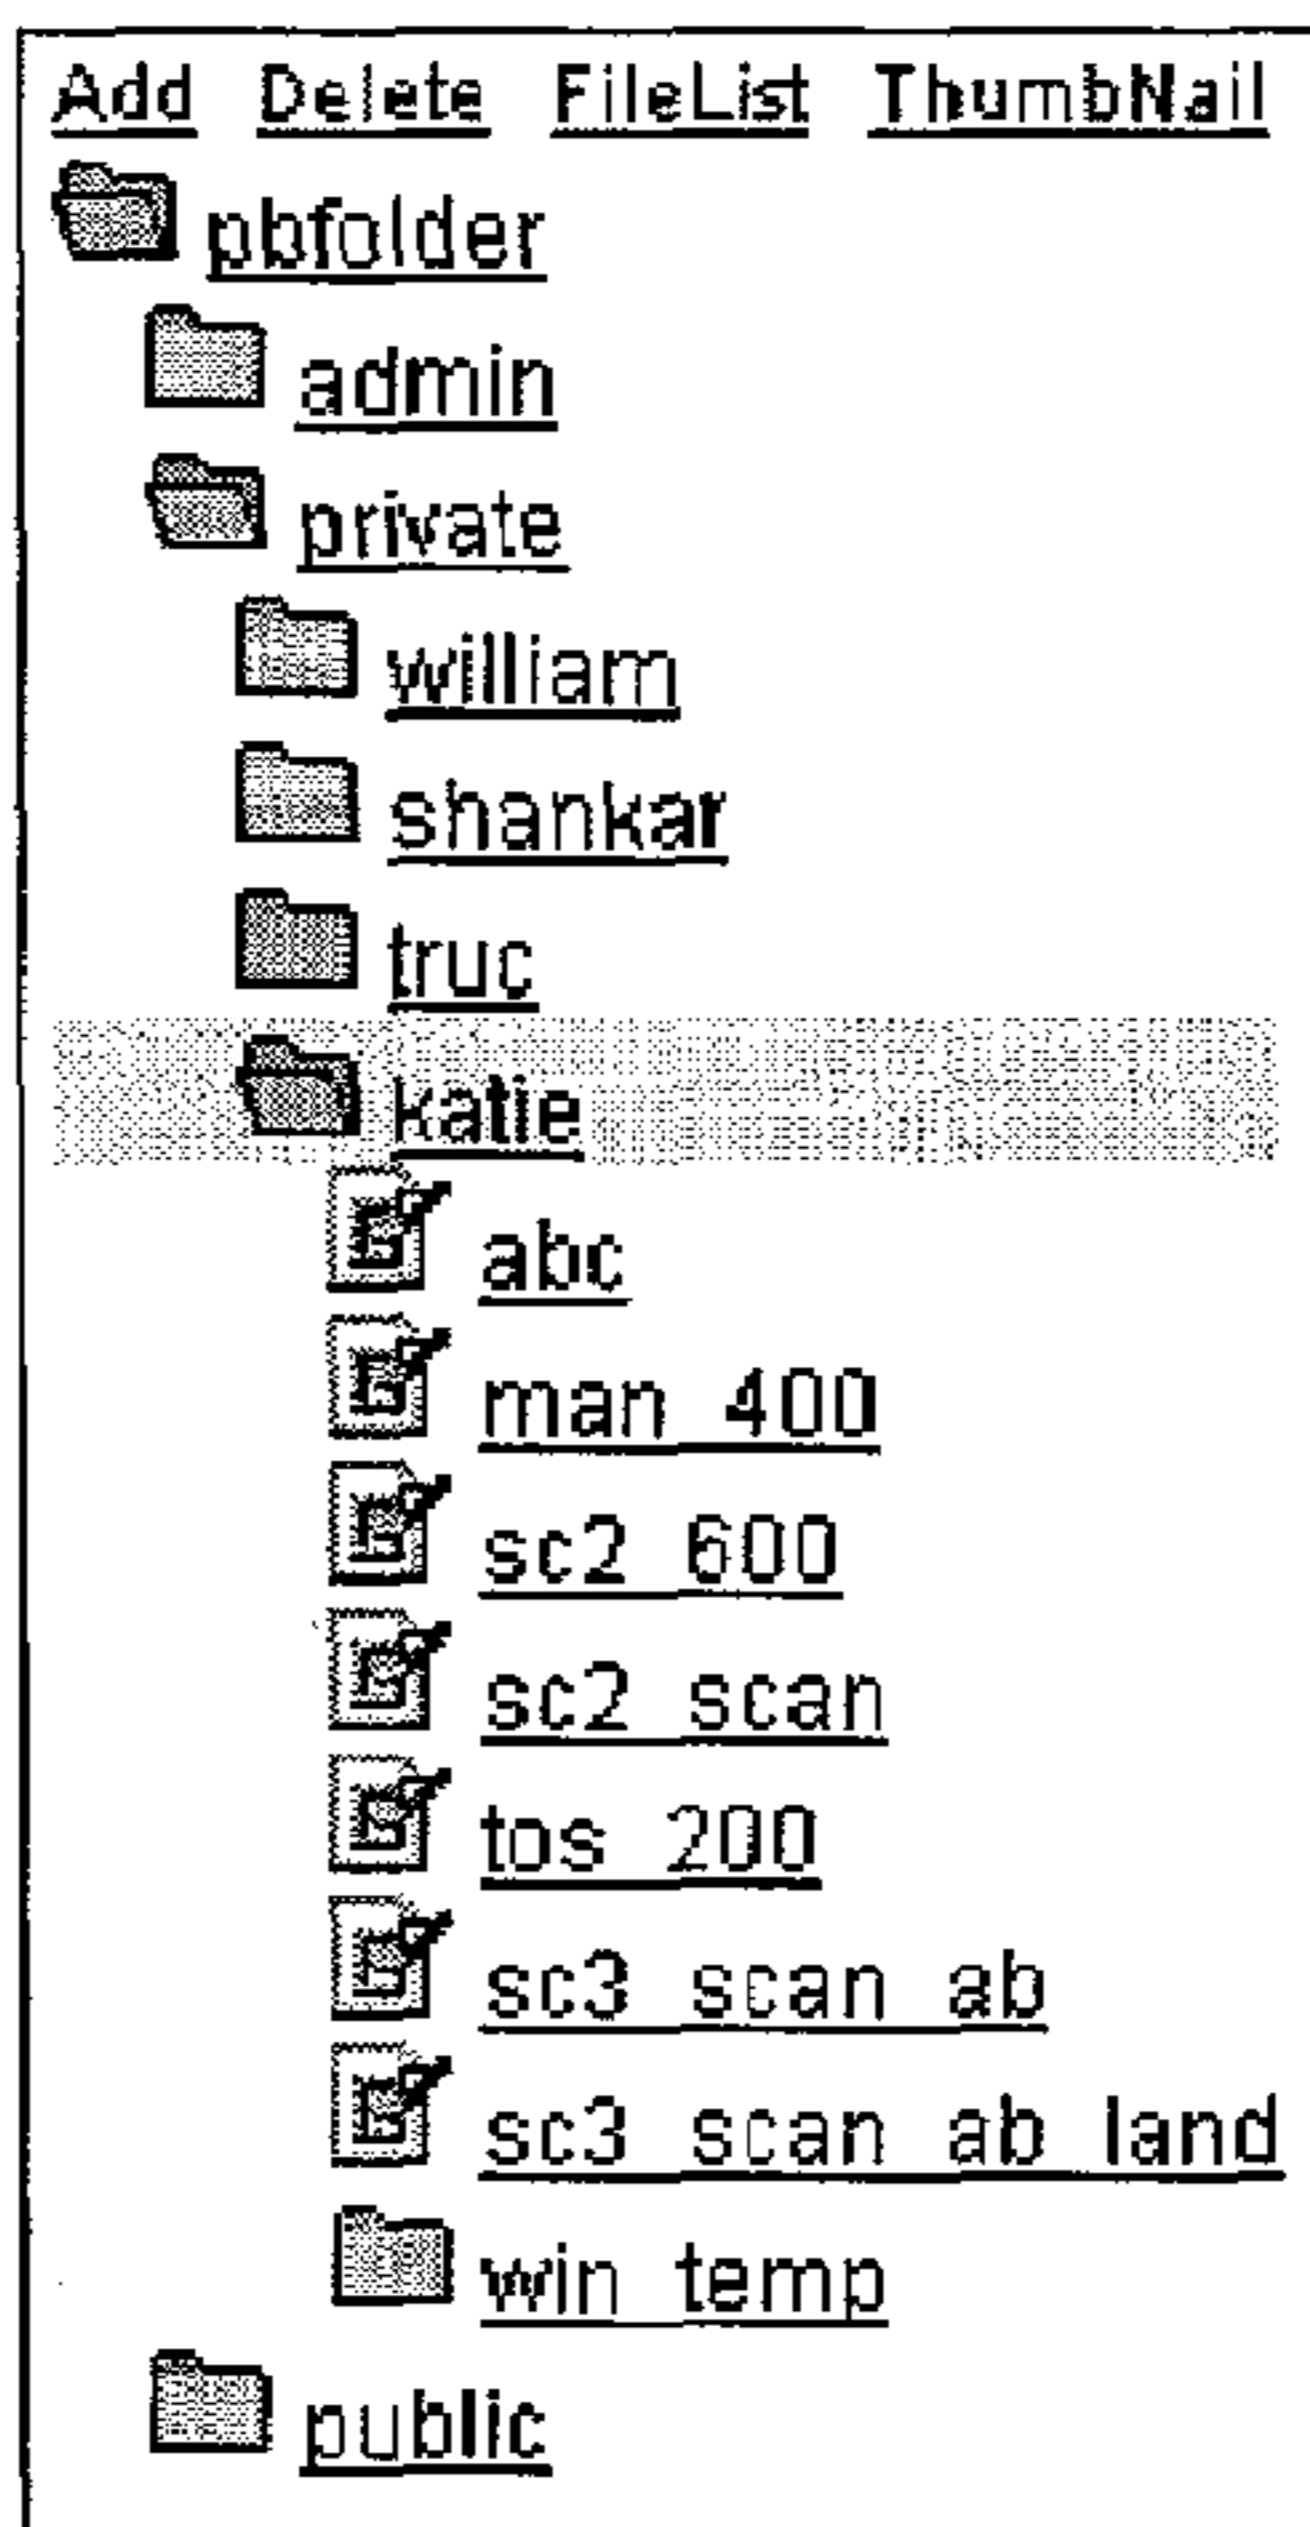 Add Delete FileList ThumbNail
pbfolder
admin
private
william
shankar
truc
katie
abc
man 400
sc2 600
sc2 scan
tos 200
sc3 scan ab
sc3 scan ab land
win temp
public